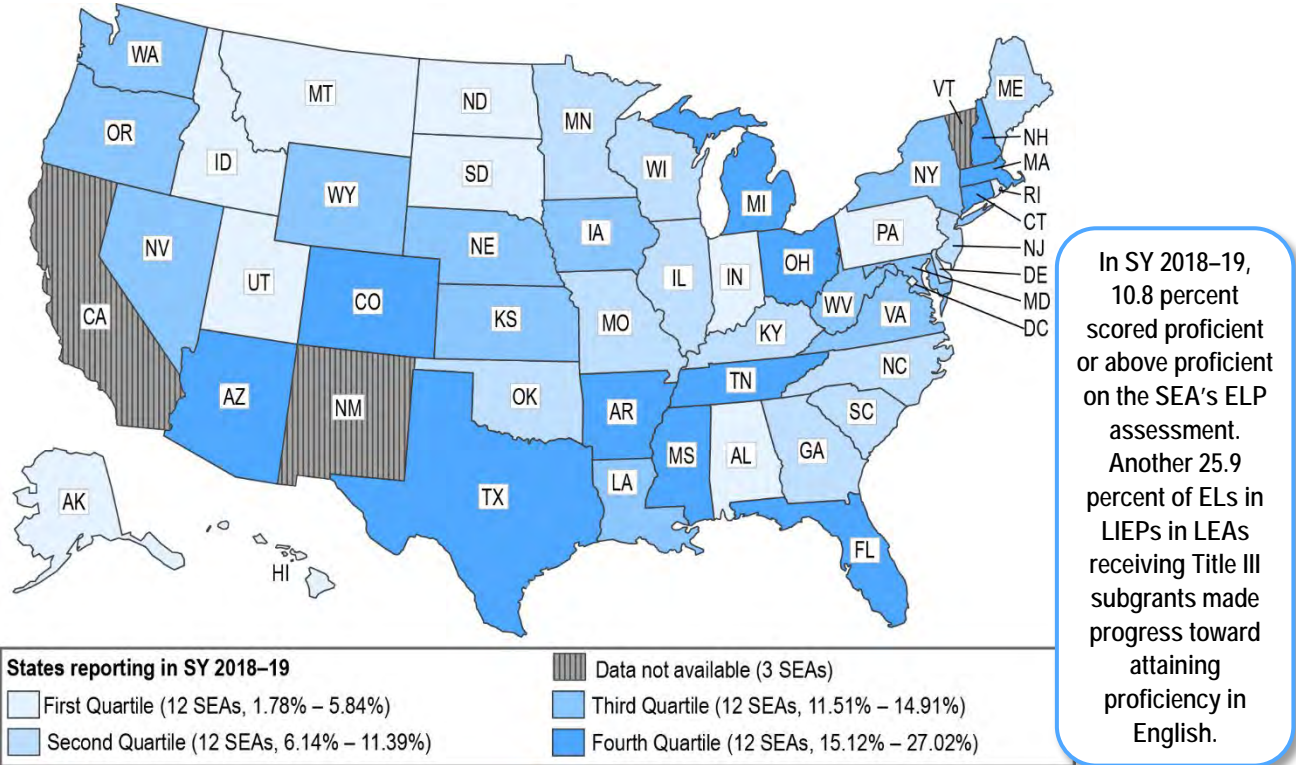 WA
MT
ND
MN
VT
ME
OR
ID
SD
WI
NH
MA
NY
WY
MI
RI
CT
NV
NE
IA
PA
NJ
UT
CO
IL
IN
OH
DE
MD
DC
CA
KS
MO
WV
VA
KY
AZ
NM
OK
AR
TN
NC
SC
MS
AL
GA
LA
AK
TX
FL
HI
In SY 2018–19,
10.8 percent
scored proficient
or above proficient
on the SEA's ELP
assessment.
Another 25.9
percent of ELs in
LIEPs in LEAs
receiving Title III
subgrants made
progress toward
attaining
proficiency in
English.
States reporting in SY 2018–19
Data not available (3 SEAs)
First Quartile (12 SEAs, 1.78% – 5.84%)
Third Quartile (12 SEAs, 11.51% – 14.91%)
Second Quartile (12 SEAs, 6.14% – 11.39%)
Fourth Quartile (12 SEAs, 15.12% – 27.02%)